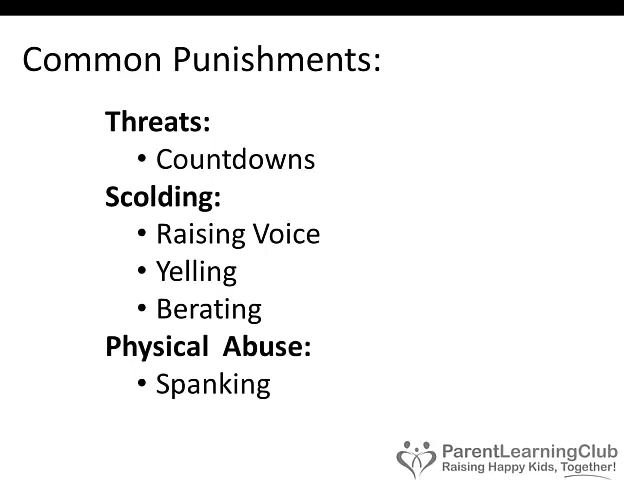 Common Punishments:
Threats:
• Countdowns
Scolding:
• Raising Voice
• Yelling
• Berating
Physical Abuse:
• Spanking
ParentLearningClub
Raising Happy Kids, Together!